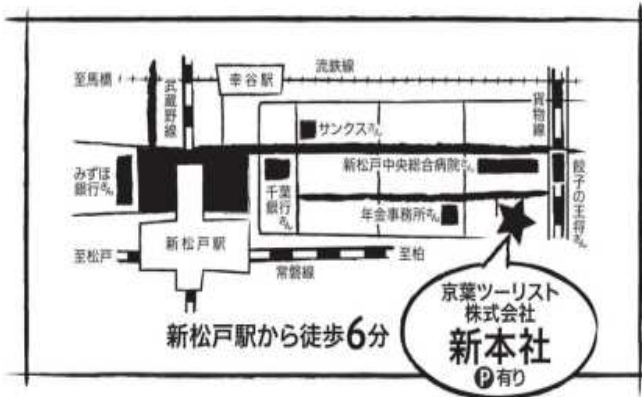 流鉄線
至馬橋
幸谷駅
武蔵野線
貨物線
サンクスさん
みずほ
銀行さん
千葉
銀行さん
新松戸中央総合病院さん
餃子の王将さん
年金事務所さん
新松戸駅
至松戸
常磐線
至柏
新松戸駅から徒歩6分
京葉ツーリスト
株式会社
新本社
P有り